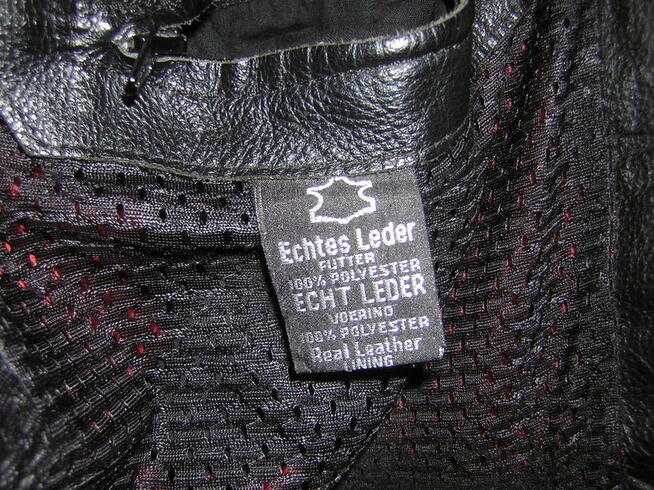 Echtes Leder
FUTTER
100% POLYESTER
ECHT LEDER
VOERING
100% POLYESTER
Real Leather
LINING